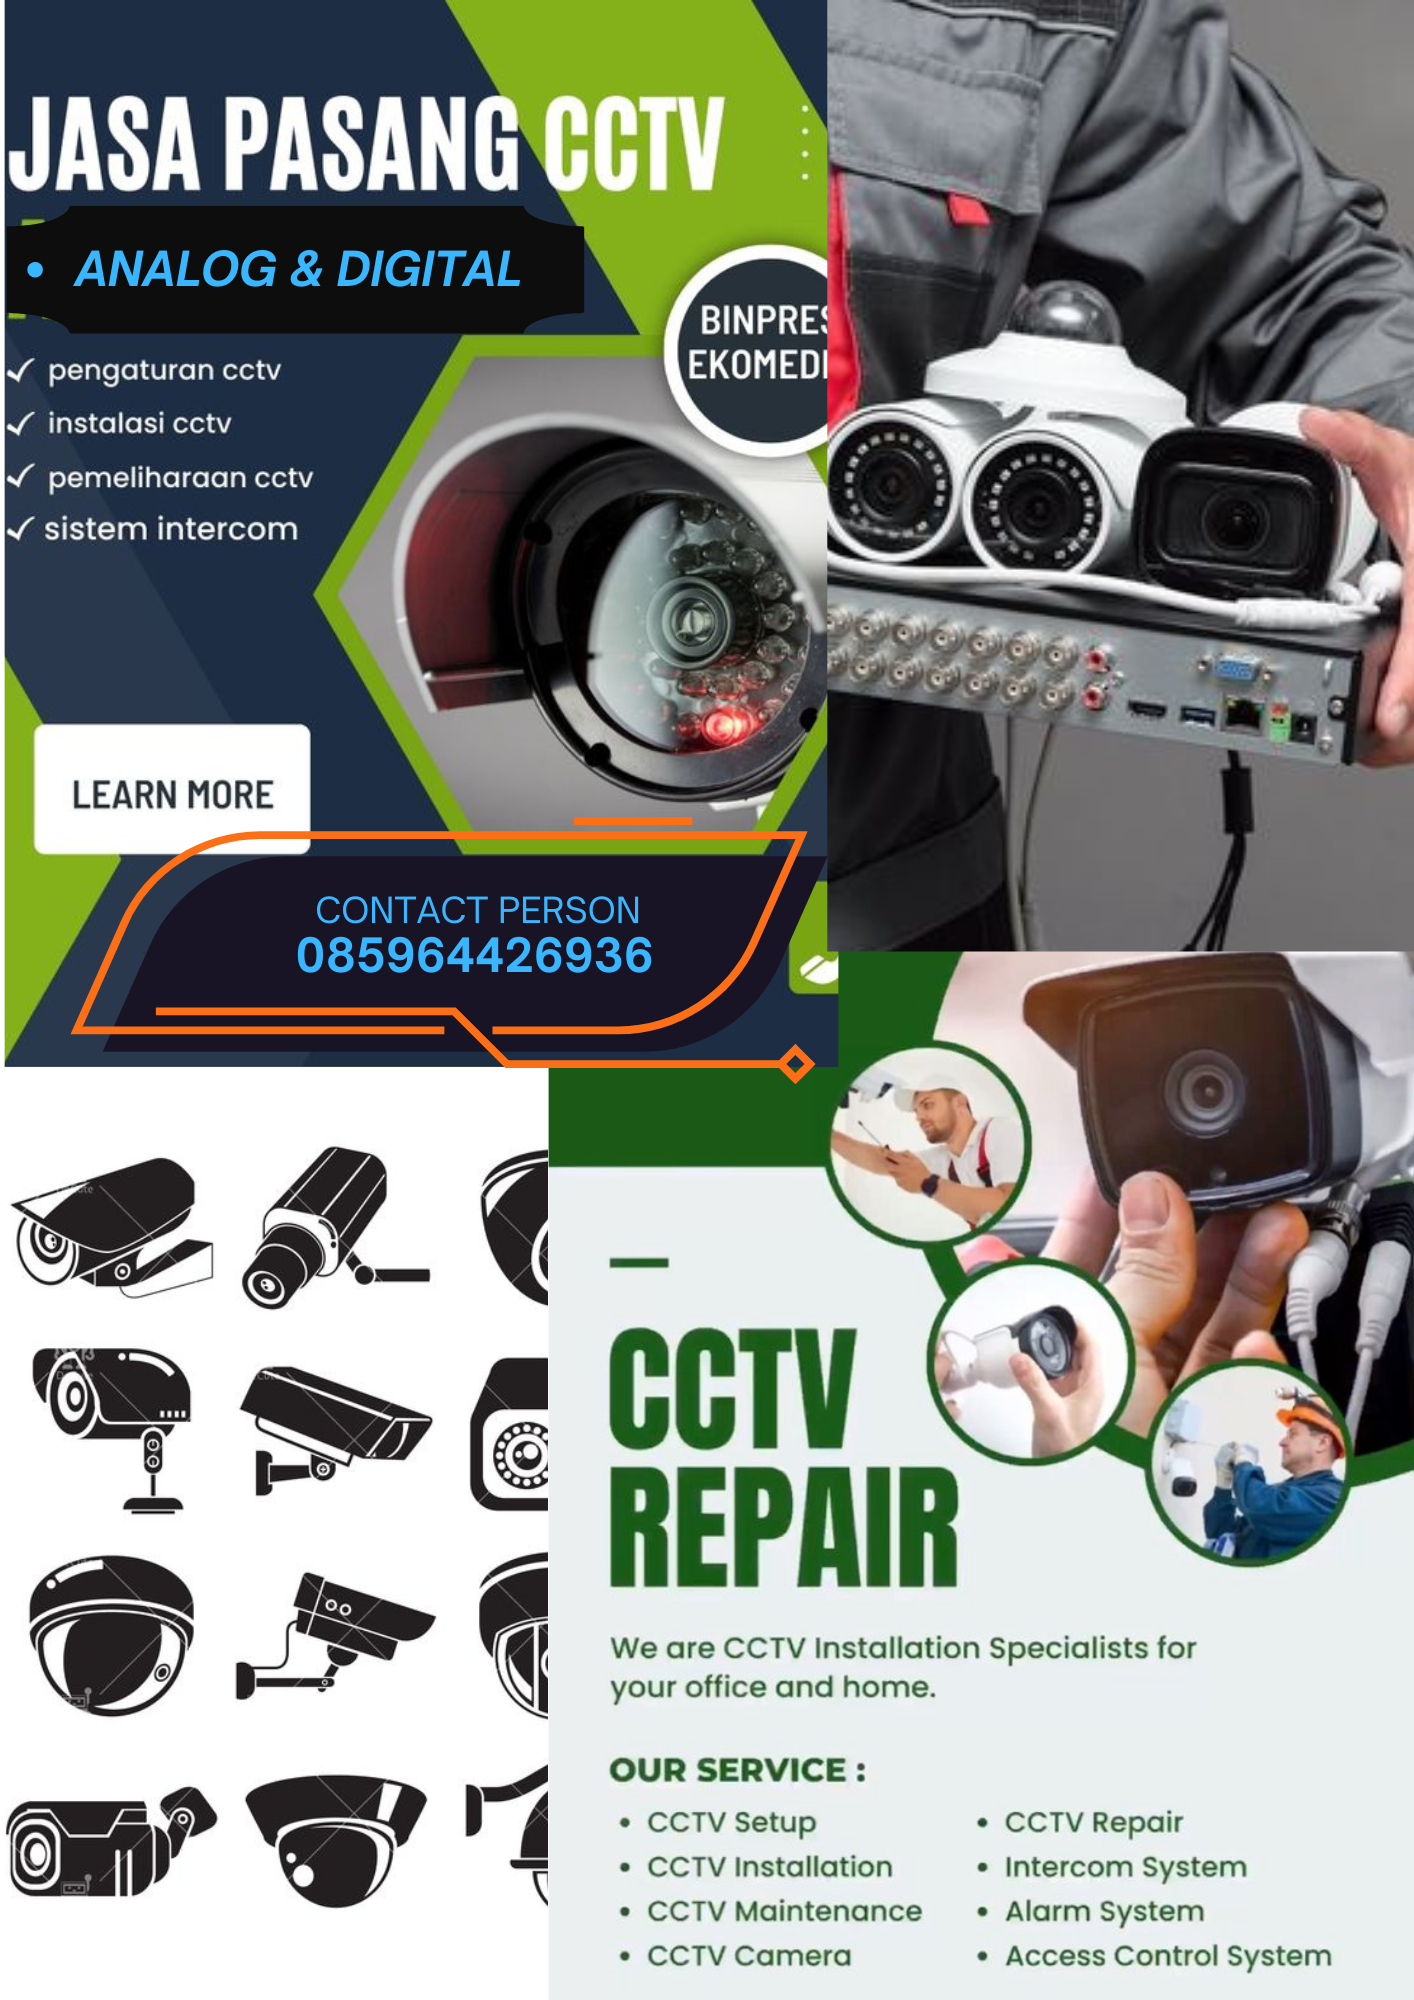 JASA PASANG CCTV
• ANALOG & DIGITAL
pengaturan cctv
instalasi cctv
pemeliharaan cctv
sistem intercom
BINPRES
EKOMEDI
LEARN MORE
CONTACT PERSON
085964426936
CCTV
REPAIR
We are CCTV Installation Specialists for
your office and home.
OUR SERVICE :
• CCTV Setup
• CCTV Installation
• CCTV Maintenance
• CCTV Camera
• CCTV Repair
• Intercom System
• Alarm System
• Access Control System